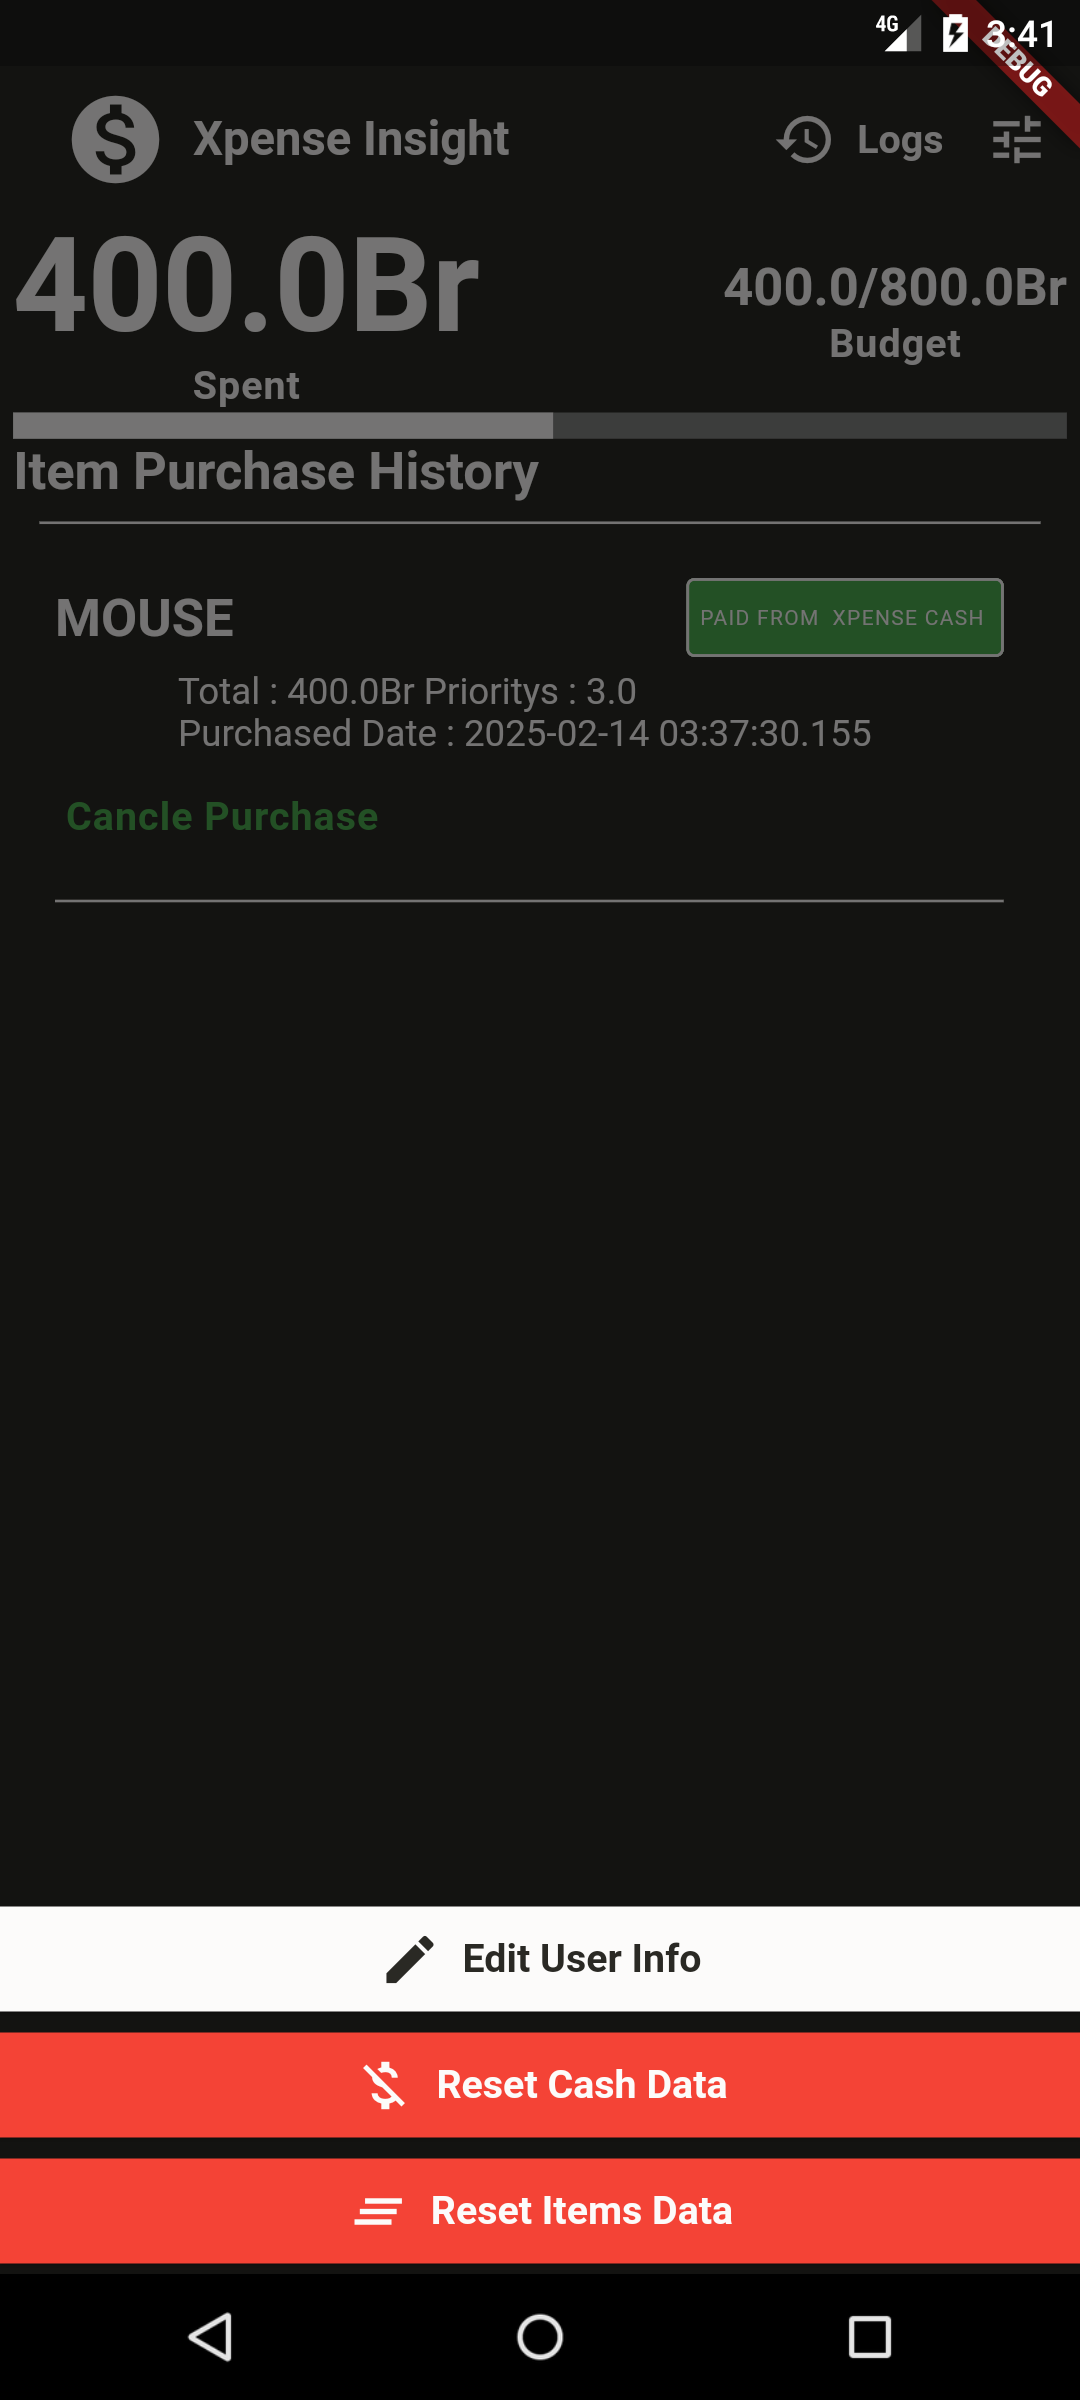 4G 3:41
DEBUG
Xpense Insight
Logs
400.0Br
Spent
400.0/800.0Br
Budget
Item Purchase History
MOUSE
PAID FROM XPENSE CASH
Total : 400.0Br Prioritys : 3.0
Purchased Date : 2025-02-14 03:37:30.155
Cancle Purchase
Edit User Info
Reset Cash Data
Reset Items Data